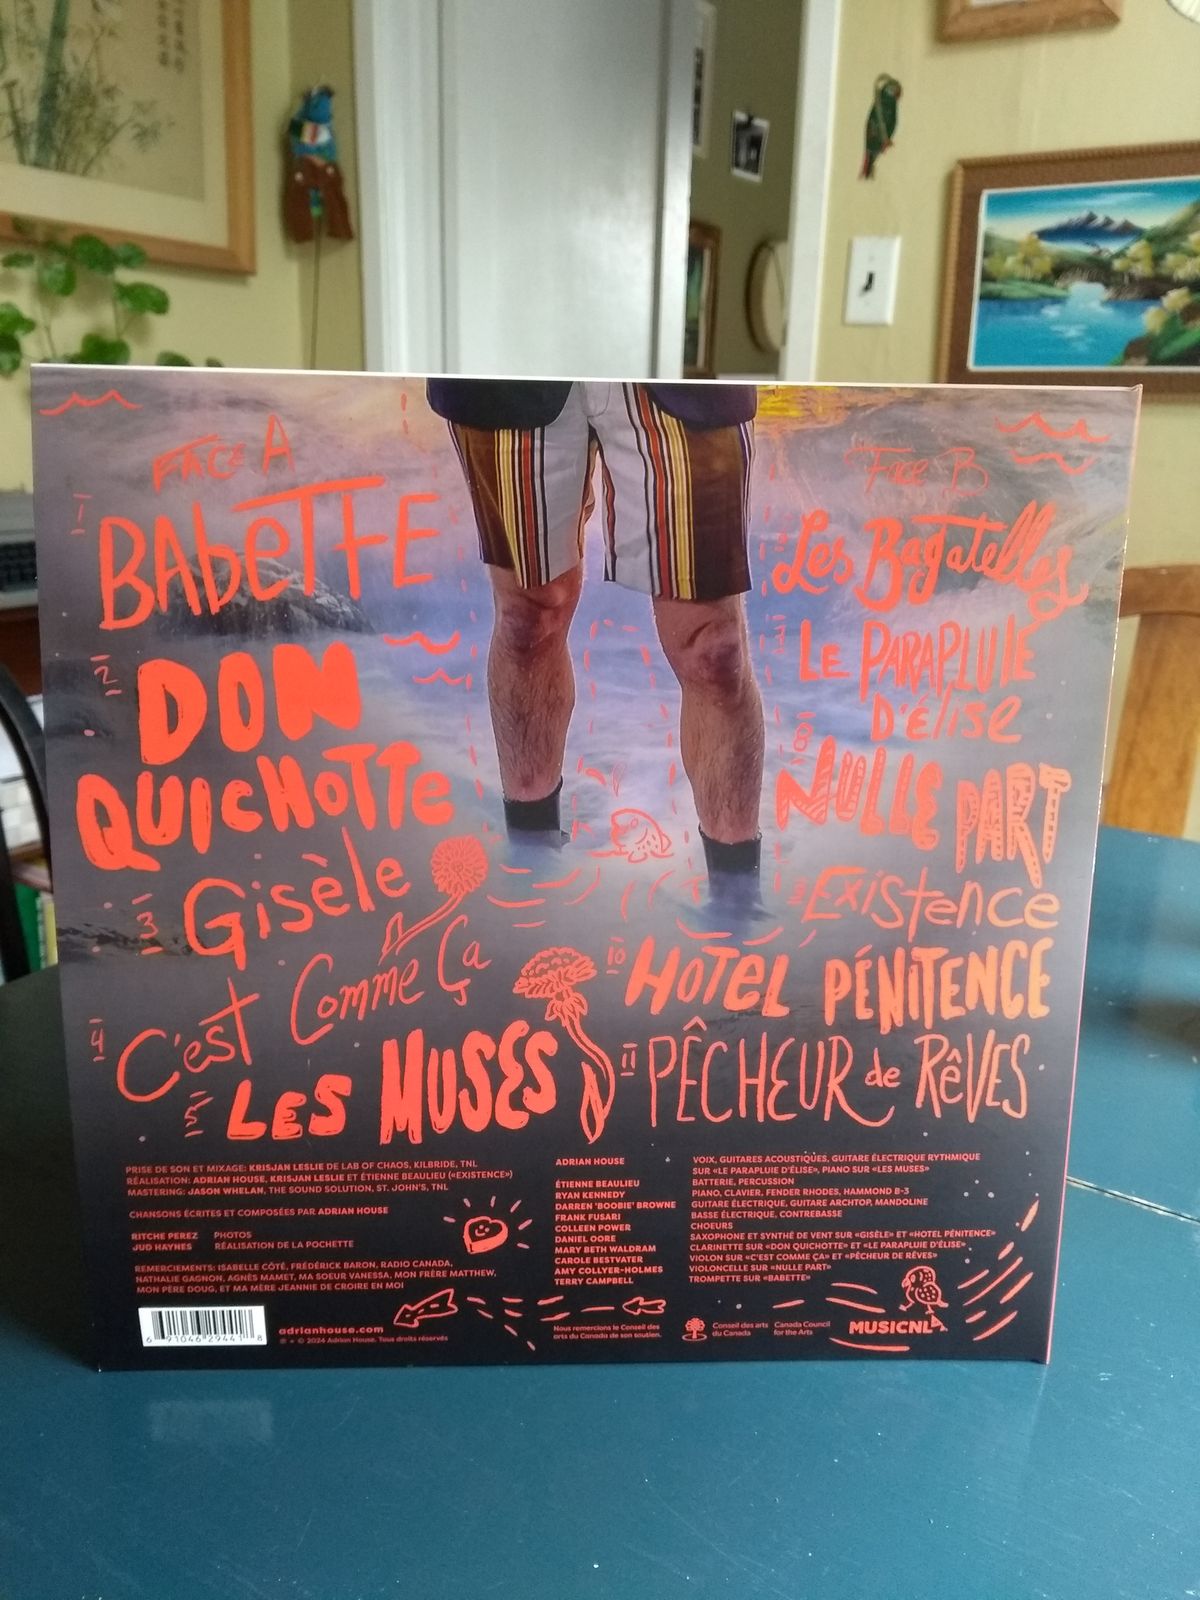 Face A
1
Babette
2
Don
Quichotte
3
Gisèle
4
C'est Comme Ça
5
Les Muses
Face B
Les Bagatelles
Le Parapluie
d'Élise
8
Nulle Part
Existence
10
Hotel Pénitence
11
Pêcheur de Rêves
PRISE DE SON ET MIXAGE: KRISJAN LESLIE DE LAB OF CHAOS, KILBRIDE, TNL
RÉALISATION: ADRIAN HOUSE, KRISJAN LESLIE ET ÉTIENNE BEAULIEU («EXISTENCE»)
MASTERING: JASON WHELAN, THE SOUND SOLUTION, ST. JOHN'S, TNL
CHANSONS ÉCRITES ET COMPOSÉES PAR ADRIAN HOUSE
RITCHE PEREZ PHOTOS
JUD HAYNES RÉALISATION DE LA POCHETTE
REMERCIEMENTS: ISABELLE CÔTÉ, FRÉDÉRICK BARON, RADIO CANADA,
NATHALIE GAGNON, AGNÈS MAMET, MA SOEUR VANESSA, MON FRÈRE MATTHEW,
MON PÈRE DOUG, ET MA MÈRE JEANNIE DE CROIRE EN MOI
ADRIAN HOUSE
ÉTIENNE BEAULIEU
RYAN KENNEDY
DARREN 'BOOBIE' BROWNE
FRANK FUSARI
COLLEEN POWER
DANIEL OORE
MARY BETH WALDRAM
CAROLE BESTVATER
AMY COLLYER-HOLMES
TERRY CAMPBELL
VOIX, GUITARES ACOUSTIQUES, GUITARE ÉLECTRIQUE RYTHMIQUE
SUR «LE PARAPLUIE D'ÉLISE», PIANO SUR «LES MUSES»
BATTERIE, PERCUSSION
PIANO, CLAVIER, FENDER RHODES, HAMMOND B-3
GUITARE ÉLECTRIQUE, GUITARE ARCHTOP, MANDOLINE
BASSE ÉLECTRIQUE, CONTREBASSE
CHOEURS
SAXOPHONE ET SYNTHÉ DE VENT SUR «GISÈLE» ET «HOTEL PÉNITENCE»
CLARINETTE SUR «DON QUICHOTTE» ET «LE PARAPLUIE D'ÉLISE»
VIOLON SUR «C'EST COMME ÇA» ET «PÊCHEUR DE RÊVES»
VIOLONCELLE SUR «NULLE PART»
TROMPETTE SUR «BABETTE»
6 91046 29441 8
adrianhouse.com
℗ + © 2024 Adrian House. Tous droits réservés
Nous remercions le Conseil des
arts du Canada de son soutien.
Conseil des arts
du Canada
Canada Council
for the Arts
MUSICNL